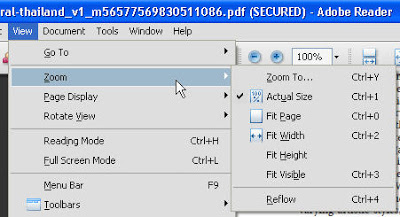 ral-thailand_v1_m56577569830511086.pdf (SECURED) - Adobe Reader
View Document Tools Window Help
Go To
100%
Zoom
Zoom To... Ctrl+Y
Page Display
Actual Size Ctrl+1
Rotate View
Fit Page Ctrl+0
Fit Width Ctrl+2
Reading Mode Ctrl+H
Fit Height
Full Screen Mode Ctrl+L
Fit Visible Ctrl+3
Menu Bar F9
Reflow Ctrl+4
Toolbars